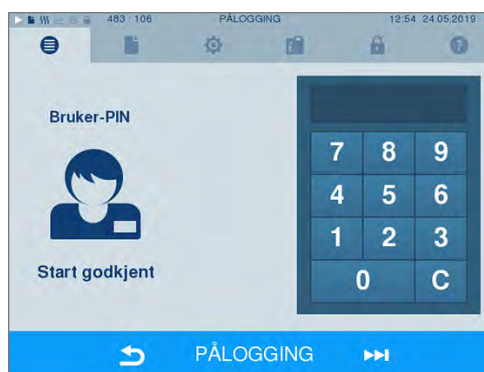 483 : 106 PÅLOGGING 12:54 24.05.2019
Bruker-PIN
7 8 9
4 5 6
1 2 3
0 C
Start godkjent
PÅLOGGING